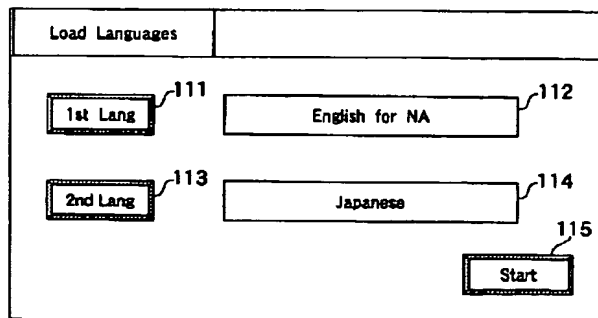 Load Languages
111
1st Lang
112
English for NA
113
2nd Lang
114
Japanese
115
Start